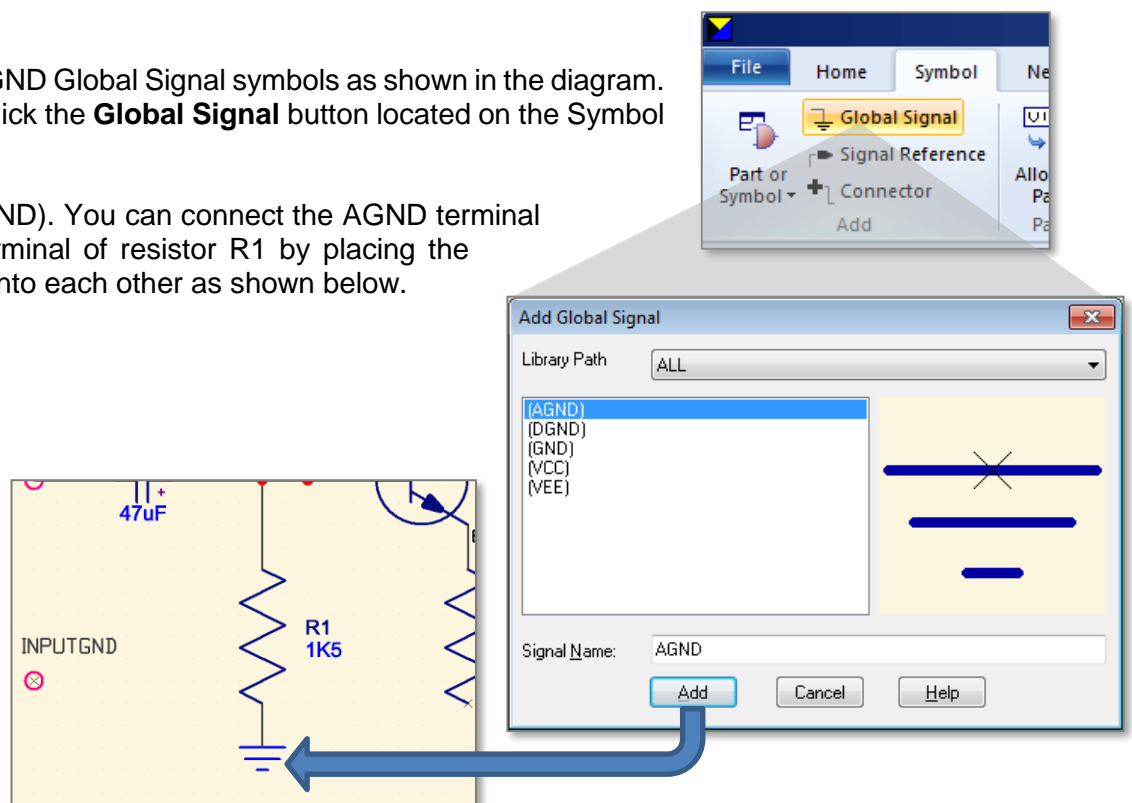 GND Global Signal symbols as shown in the diagram.
ick the Global Signal button located on the Symbol
ND). You can connect the AGND terminal
rminal of resistor R1 by placing the
nto each other as shown below.
File Home Symbol Ne
Global Signal
Signal Reference
Connector
Part or
Symbol
Add
Allo
Pa
Pa
Add Global Signal
Library Path ALL
(AGND)
(DGND)
(GND)
(VCC)
(VEE)
Signal Name: AGND
Add Cancel Help
+
47uF
R1
1K5
INPUTGND